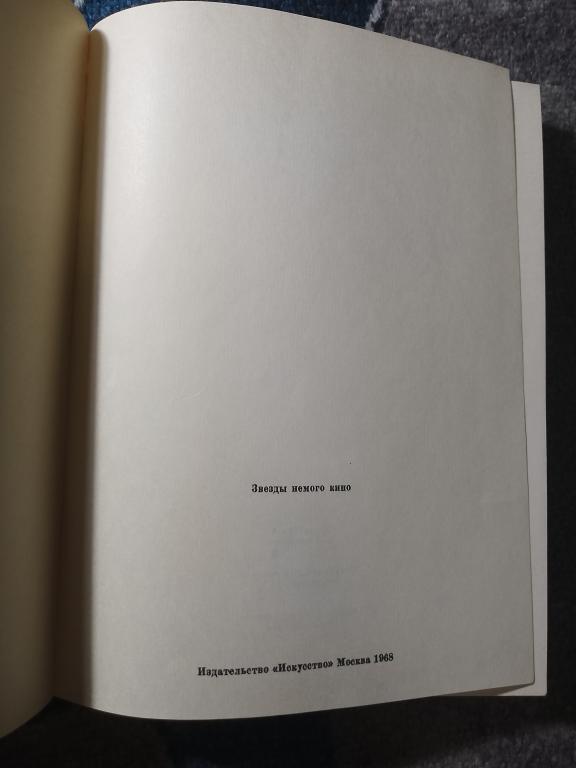 Звезды немого кино
Издательство «Искусство» Москва 1968